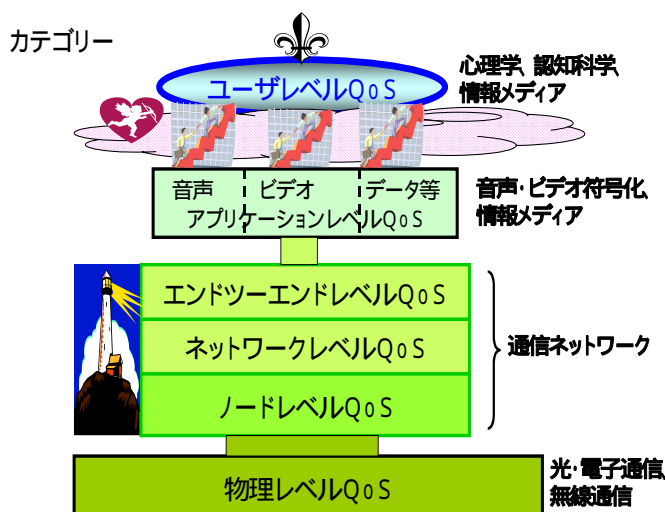 カテゴリー
ユーザレベルQoS
心理学、認知科学、
情報メディア
音声 ビデオ データ等
アプリケーションレベルQoS
音声・ビデオ符号化、
情報メディア
エンドツーエンドレベルQoS
ネットワークレベルQoS
ノードレベルQoS
通信ネットワーク
物理レベルQoS
光・電子通信、
無線通信